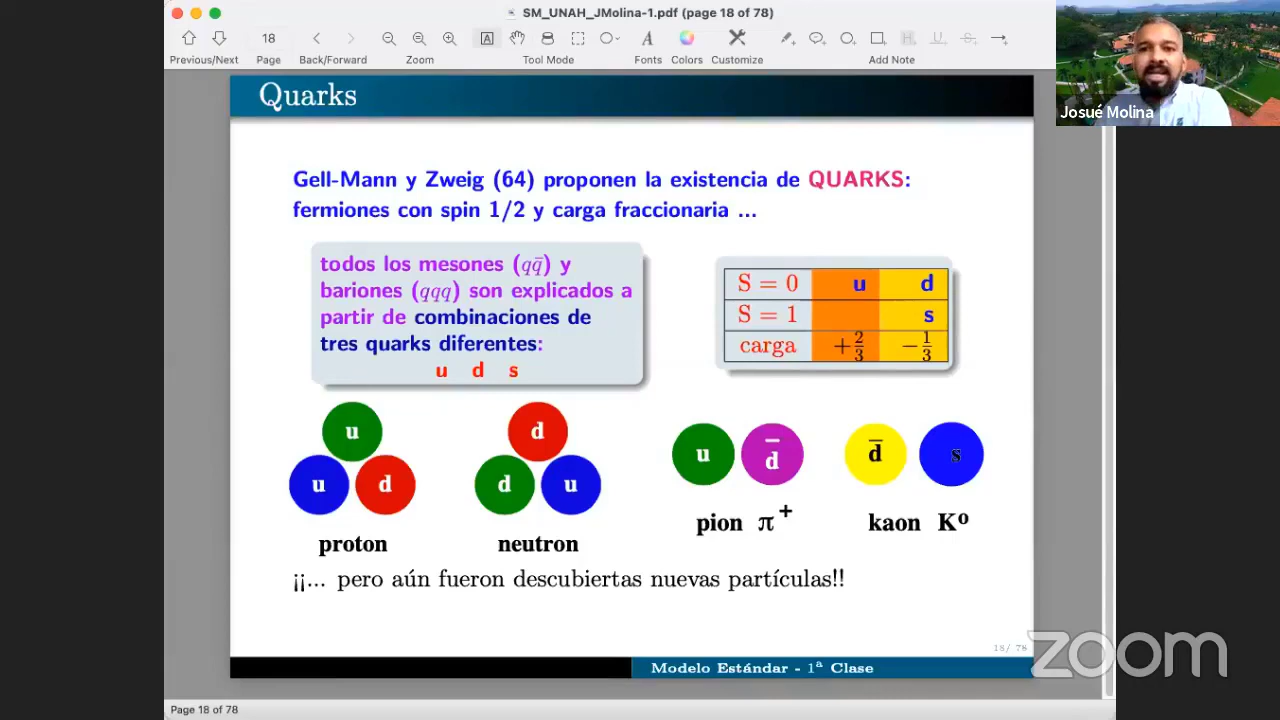 SM_UNAH_JMolina-1.pdf (page 18 of 78)
18
Previous/Next Page Back/Forward Zoom Tool Mode Fonts Colors Customize Add Note
Josué Molina
Quarks
Gell-Mann y Zweig (64) proponen la existencia de QUARKS:
fermiones con spin 1/2 y carga fraccionaria ...
todos los mesones (qq̄) y
bariones (qqq) son explicados a
partir de combinaciones de
tres quarks diferentes:
u d s
S = 0 u d
S = 1 s
carga +2/3 −1/3
u
u d
proton
d
d u
neutron
u d̄
pion π⁺
d̄ s
kaon K⁰
¡¡... pero aún fueron descubiertas nuevas partículas!!
18/ 78
Modelo Estándar - 1ª Clase
zoom
Page 18 of 78